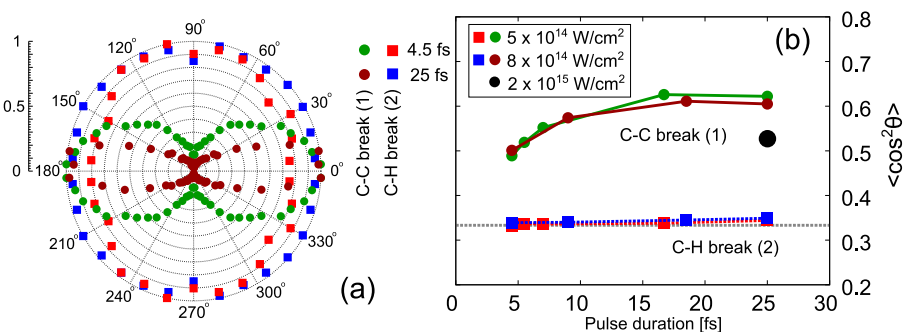 1
0.5
0
90°
60°
30°
0°
330°
300°
270°
240°
210°
180°
150°
120°
4.5 fs
25 fs
C-C break (1)
C-H break (2)
(a)
(b)
5 x 10^14 W/cm^2
8 x 10^14 W/cm^2
2 x 10^15 W/cm^2
C-C break (1)
C-H break (2)
0.8
0.7
0.6
0.5
0.4
0.3
0.2
<cos²θ>
0 5 10 15 20 25 30
Pulse duration [fs]